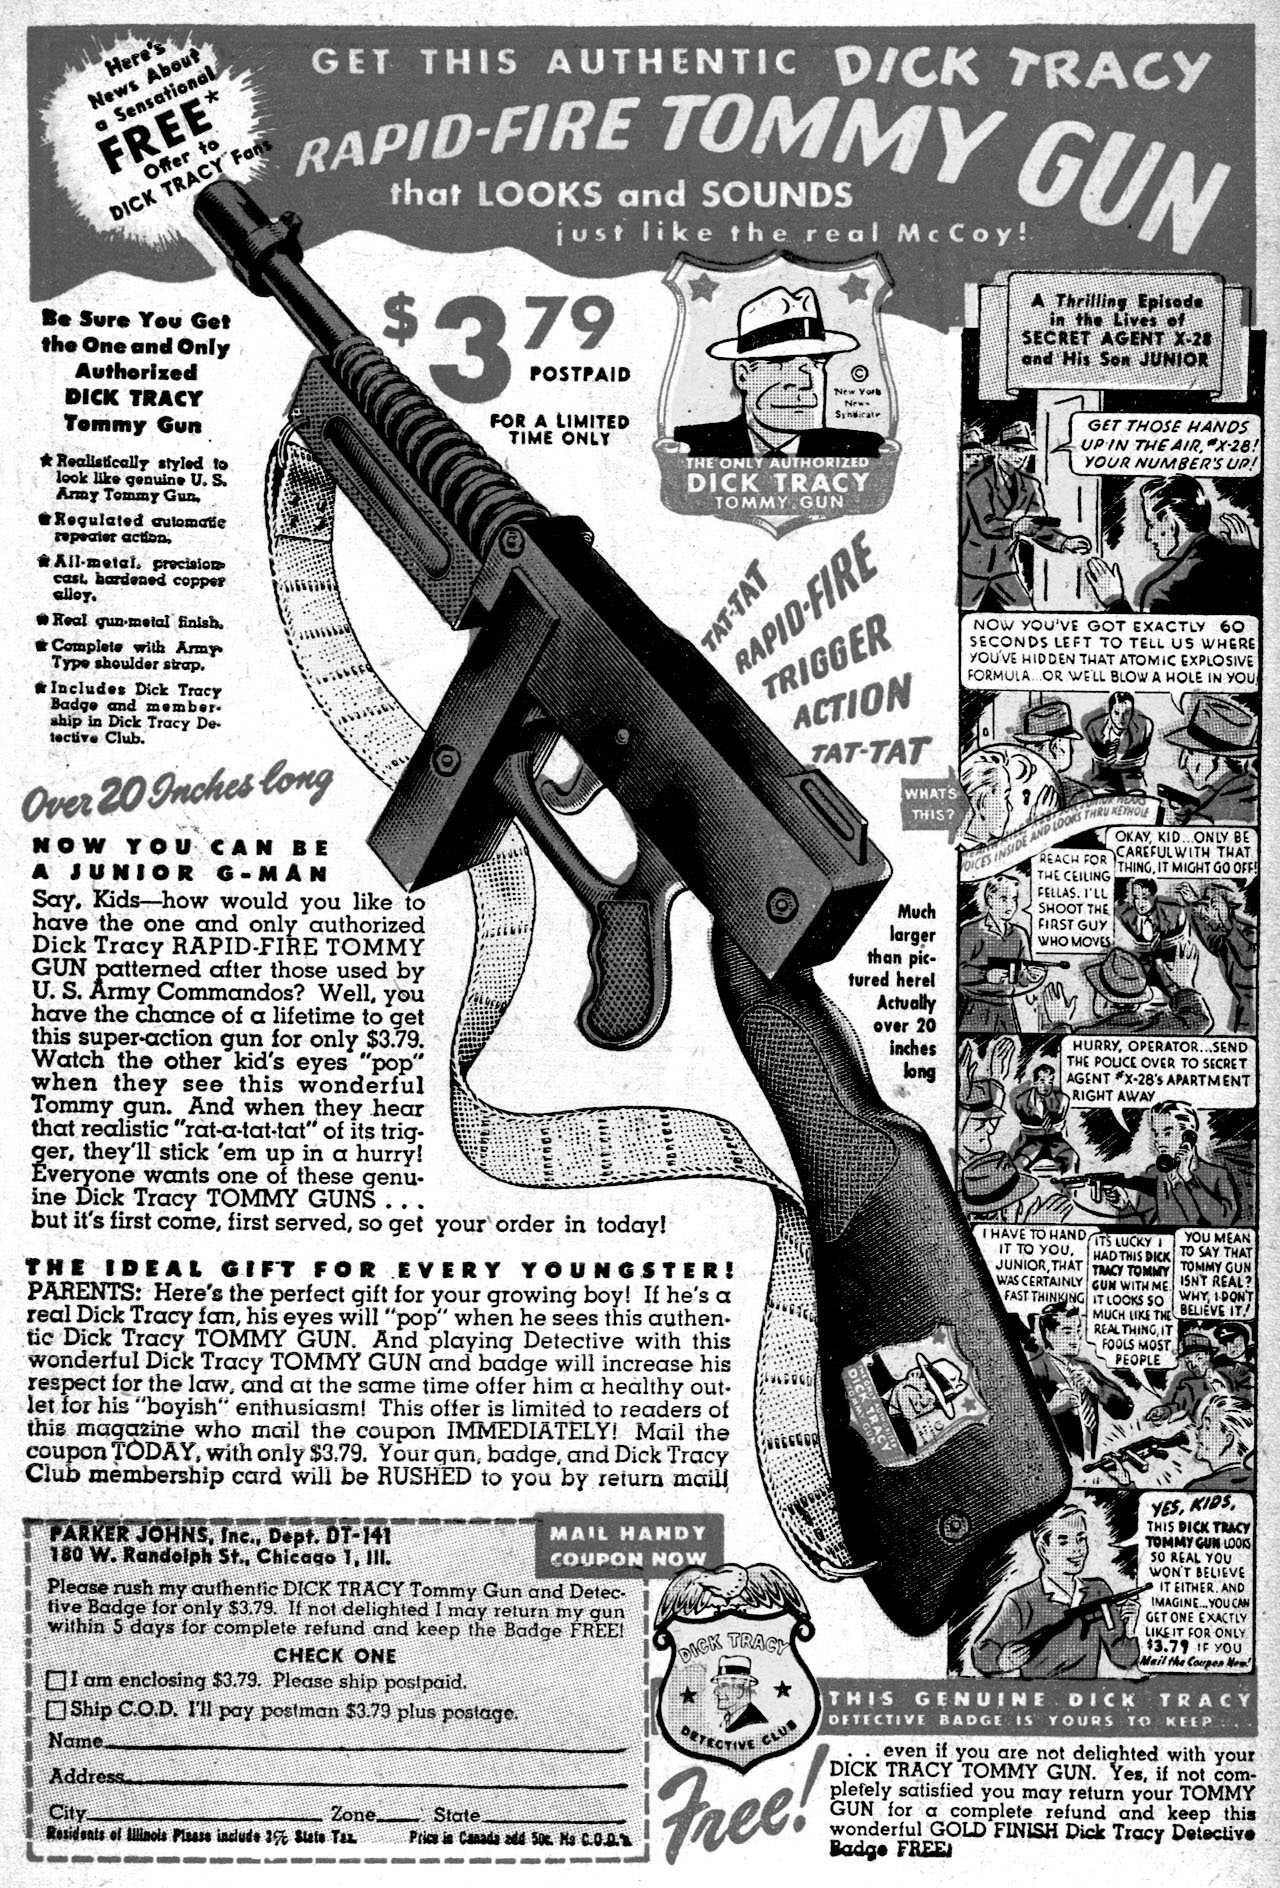 Here's
News About
a Sensational
FREE*
Offer to
DICK TRACY Fans
GET THIS AUTHENTIC DICK TRACY
RAPID-FIRE TOMMY GUN
that LOOKS and SOUNDS
just like the real McCoy!
$3.79
POSTPAID
FOR A LIMITED
TIME ONLY
©
New York
News
Syndicate
THE ONLY AUTHORIZED
DICK TRACY
TOMMY GUN
Be Sure You Get
the One and Only
Authorized
DICK TRACY
Tommy Gun
★ Realistically styled to
look like genuine U. S.
Army Tommy Gun.
★ Regulated automatic
repeater action.
★ All-metal, precision
cast, hardened copper
alloy.
★ Real gun-metal finish.
★ Complete with Army-
Type shoulder strap.
★ Includes Dick Tracy
Badge and member-
ship in Dick Tracy De-
tective Club.
Over 20 Inches long
TAT-TAT
RAPID-FIRE
TRIGGER
ACTION
TAT-TAT
NOW YOU CAN BE
A JUNIOR G-MAN
Say, Kids—how would you like to
have the one and only authorized
Dick Tracy RAPID-FIRE TOMMY
GUN patterned after those used by
U. S. Army Commandos? Well, you
have the chance of a lifetime to get
this super-action gun for only $3.79.
Watch the other kid's eyes "pop"
when they see this wonderful
Tommy gun. And when they hear
that realistic "rat-a-tat-tat" of its trig-
ger, they'll stick 'em up in a hurry!
Everyone wants one of these genu-
ine Dick Tracy TOMMY GUNS . . .
but it's first come, first served, so get your order in today!
Much
larger
than pic-
tured here!
Actually
over 20
inches
long
THE IDEAL GIFT FOR EVERY YOUNGSTER!
PARENTS: Here's the perfect gift for your growing boy! If he's a
real Dick Tracy fan, his eyes will "pop" when he sees this authen-
tic Dick Tracy TOMMY GUN. And playing Detective with this
wonderful Dick Tracy TOMMY GUN and badge will increase his
respect for the law, and at the same time offer him a healthy out-
let for his "boyish" enthusiasm! This offer is limited to readers of
this magazine who mail the coupon IMMEDIATELY! Mail the
coupon TODAY, with only $3.79. Your gun, badge, and Dick Tracy
Club membership card will be RUSHED to you by return mail!
A Thrilling Episode
in the Lives of
SECRET AGENT X-28
and His Son JUNIOR
GET THOSE HANDS
UP IN THE AIR, #X-28!
YOUR NUMBER'S UP!
NOW YOU'VE GOT EXACTLY 60
SECONDS LEFT TO TELL US WHERE
YOU'VE HIDDEN THAT ATOMIC EXPLOSIVE
FORMULA...OR WE'LL BLOW A HOLE IN YOU
WHAT'S
THIS?
HEARS
VOICES INSIDE AND LOOKS THRU KEYHOLE
REACH FOR
THE CEILING
FELLAS. I'LL
SHOOT THE
FIRST GUY
WHO MOVES
OKAY, KID...ONLY BE
CAREFUL WITH THAT
THING, IT MIGHT GO OFF!
HURRY, OPERATOR...SEND
THE POLICE OVER TO SECRET
AGENT #X-28'S APARTMENT
RIGHT AWAY
I HAVE TO HAND
IT TO YOU,
JUNIOR, THAT
WAS CERTAINLY
FAST THINKING
IT'S LUCKY I
HAD THIS DICK
TRACY TOMMY
GUN WITH ME
IT LOOKS SO
MUCH LIKE THE
REAL THING, IT
FOOLS MOST
PEOPLE
YOU MEAN
TO SAY THAT
TOMMY GUN
ISN'T REAL?
WHY, I DON'T
BELIEVE IT!
YES, KIDS,
THIS DICK TRACY
TOMMY GUN LOOKS
SO REAL YOU
WON'T BELIEVE
IT EITHER. AND
IMAGINE...YOU CAN
GET ONE EXACTLY
LIKE IT FOR ONLY
$3.79 IF YOU
Mail the Coupon Now!
DICK TRACY
MAIL HANDY
COUPON NOW
PARKER JOHNS, Inc., Dept. DT-141
180 W. Randolph St., Chicago 1, Ill.
Please rush my authentic DICK TRACY Tommy Gun and Detec-
tive Badge for only $3.79. If not delighted I may return my gun
within 5 days for complete refund and keep the Badge FREE!
CHECK ONE
I am enclosing $3.79. Please ship postpaid.
Ship C.O.D. I'll pay postman $3.79 plus postage.
Name
Address
City Zone State
Residents of Illinois Please include 2% State Tax. Price in Canada add 50c. No C.O.D.'s
DICK TRACY
DETECTIVE CLUB
Free!
THIS GENUINE DICK TRACY
DETECTIVE BADGE IS YOURS TO KEEP . . .
. . . even if you are not delighted with your
DICK TRACY TOMMY GUN. Yes, if not com-
pletely satisfied you may return your TOMMY
GUN for a complete refund and keep this
wonderful GOLD FINISH Dick Tracy Detective
Badge FREE!